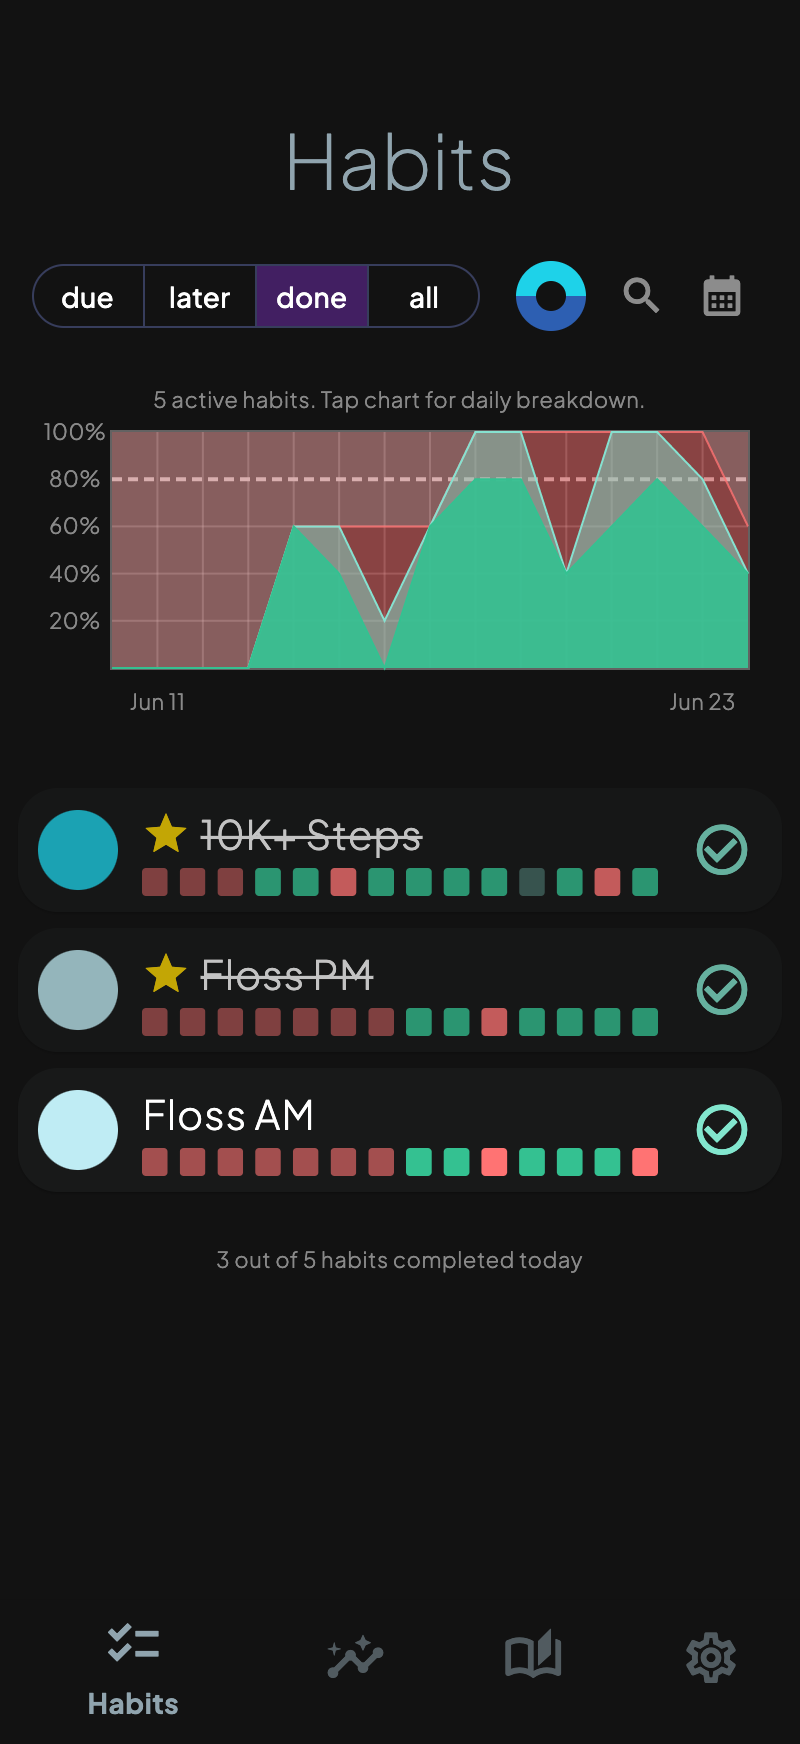 Habits
due later done all
5 active habits. Tap chart for daily breakdown.
100%
80%
60%
40%
20%
Jun 11 Jun 23
10K+ Steps
Floss PM
Floss AM
3 out of 5 habits completed today
Habits